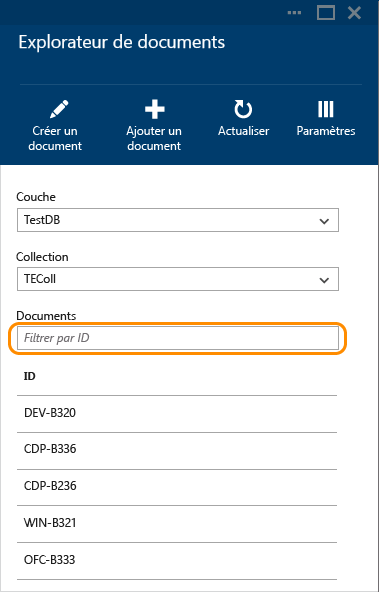 Explorateur de documents
Créer un
document
Ajouter un
document
Actualiser
Paramètres
Couche
TestDB
Collection
TEColl
Documents
Filtrer par ID
ID
DEV-B320
CDP-B336
CDP-B236
WIN-B321
OFC-B333